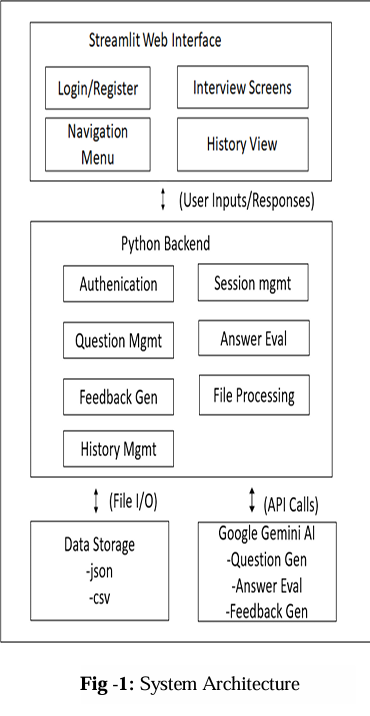 Streamlit Web Interface
Login/Register
Interview Screens
Navigation
Menu
History View
(User Inputs/Responses)
Python Backend
Authenication
Session mgmt
Question Mgmt
Answer Eval
Feedback Gen
File Processing
History Mgmt
(File I/O)
(API Calls)
Data Storage
-json
-csv
Google Gemini AI
-Question Gen
-Answer Eval
-Feedback Gen
Fig -1: System Architecture